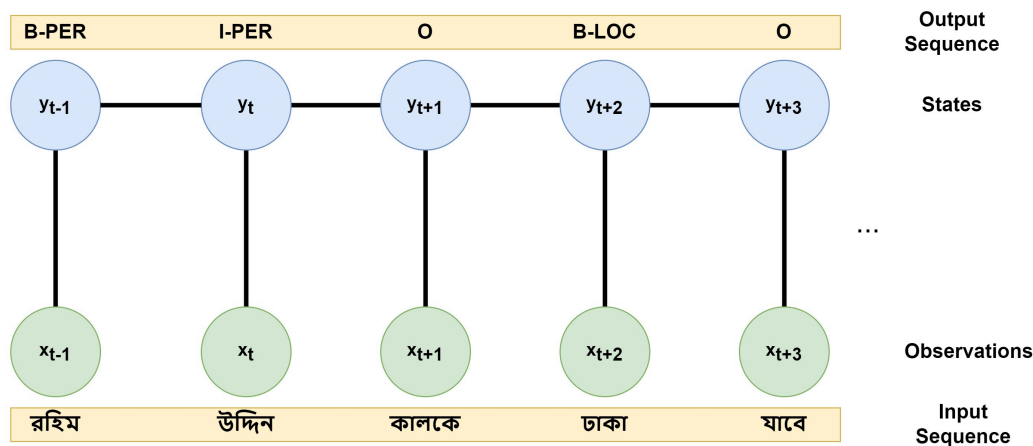 B-PER I-PER O B-LOC O Output Sequence
yt-1 yt yt+1 yt+2 yt+3 States
...
xt-1 xt xt+1 xt+2 xt+3 Observations
রহিম উদ্দিন কালকে ঢাকা যাবে Input Sequence